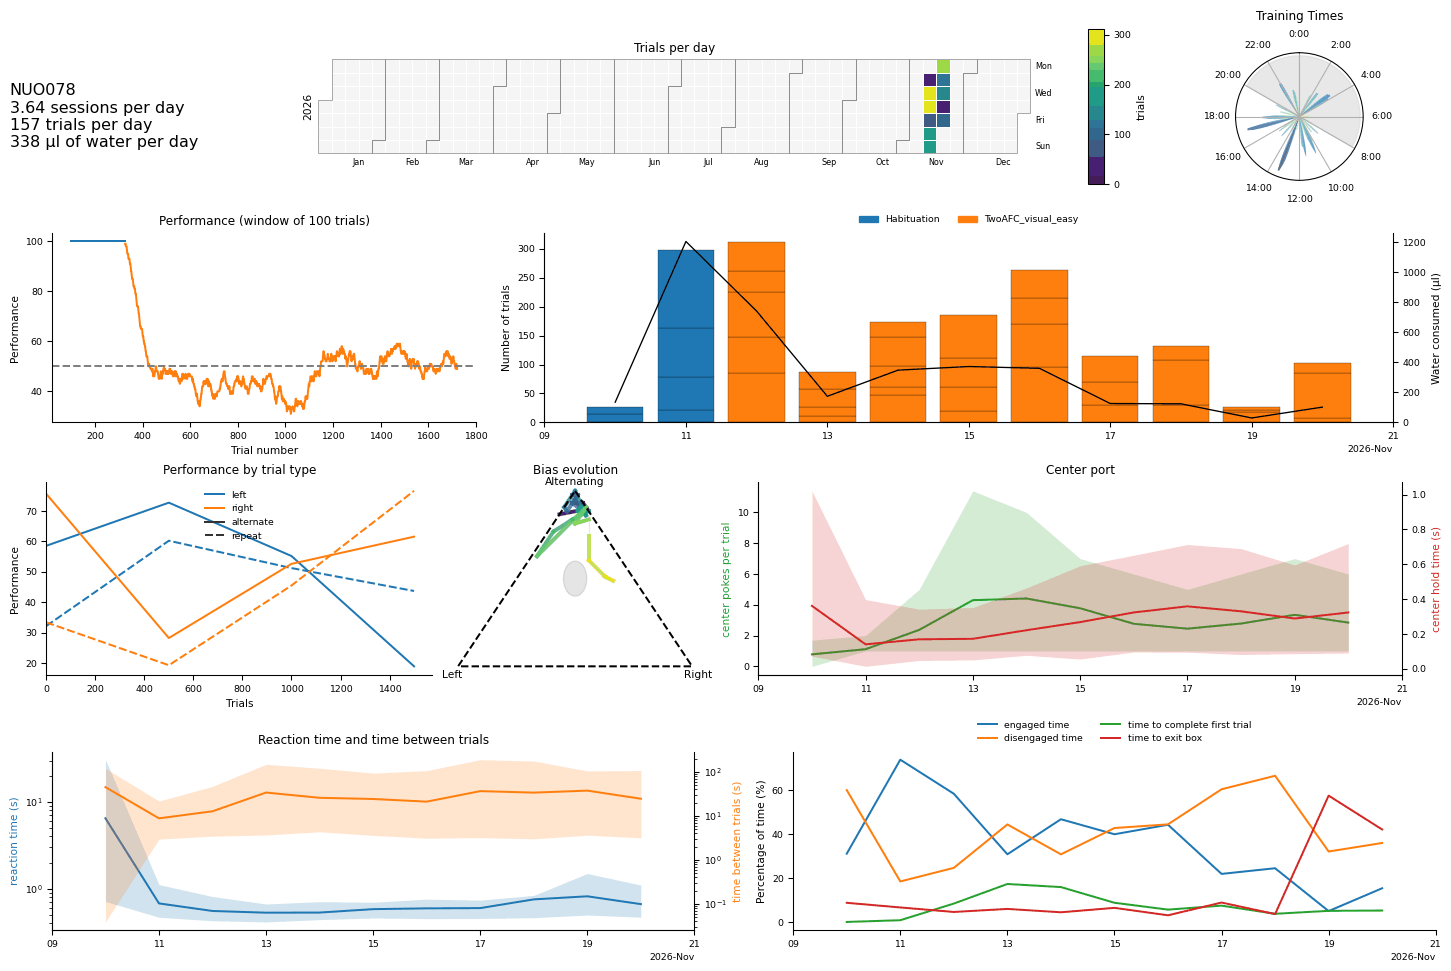 NUO078
3.64 sessions per day
157 trials per day
338 µl of water per day
Trials per day
2026
Jan Feb Mar Apr May Jun Jul Aug Sep Oct Nov Dec
Mon
Wed
Fri
Sun
300
200
100
0
trials
Training Times
0:00
2:00
4:00
6:00
8:00
10:00
12:00
14:00
16:00
18:00
20:00
22:00
Performance (window of 100 trials)
Performance
100
80
60
40
200 400 600 800 1000 1200 1400 1600 1800
Trial number
Habituation TwoAFC_visual_easy
Number of trials
300
250
200
150
100
50
0
09 11 13 15 17 19 21
2026-Nov
1200
1000
800
600
400
200
0
Water consumed (µl)
Performance by trial type
Performance
70
60
50
40
30
20
0 200 400 600 800 1000 1200 1400
Trials
left
right
alternate
repeat
Bias evolution
Alternating
Left
Right
Center port
center pokes per trial
10
8
6
4
2
0
09 11 13 15 17 19 21
2026-Nov
1.0
0.8
0.6
0.4
0.2
0.0
center hold time (s)
Reaction time and time between trials
reaction time (s)
10¹
10⁰
09 11 13 15 17 19 21
2026-Nov
10²
10¹
10⁰
10⁻¹
time between trials (s)
engaged time
disengaged time
time to complete first trial
time to exit box
Percentage of time (%)
60
40
20
0
09 11 13 15 17 19 21
2026-Nov